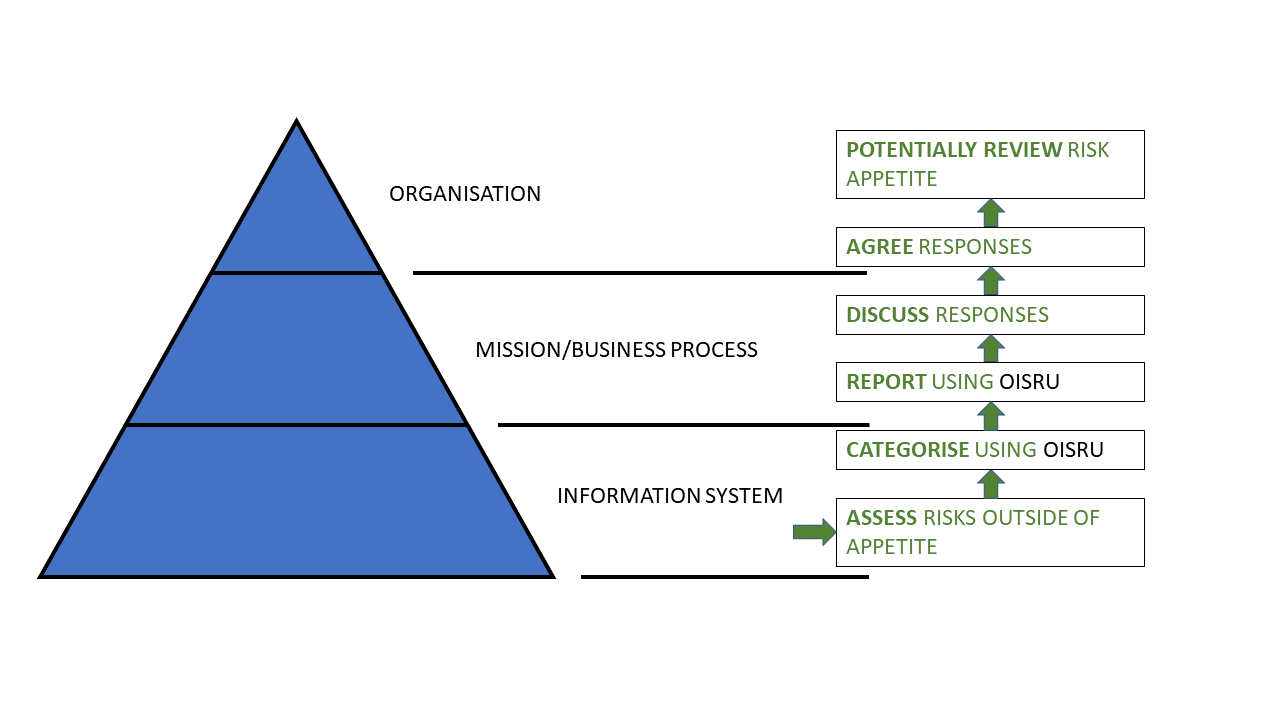 ORGANISATION
MISSION/BUSINESS PROCESS
INFORMATION SYSTEM
POTENTIALLY REVIEW RISK
APPETITE
AGREE RESPONSES
DISCUSS RESPONSES
REPORT USING OISRU
CATEGORISE USING OISRU
ASSESS RISKS OUTSIDE OF
APPETITE